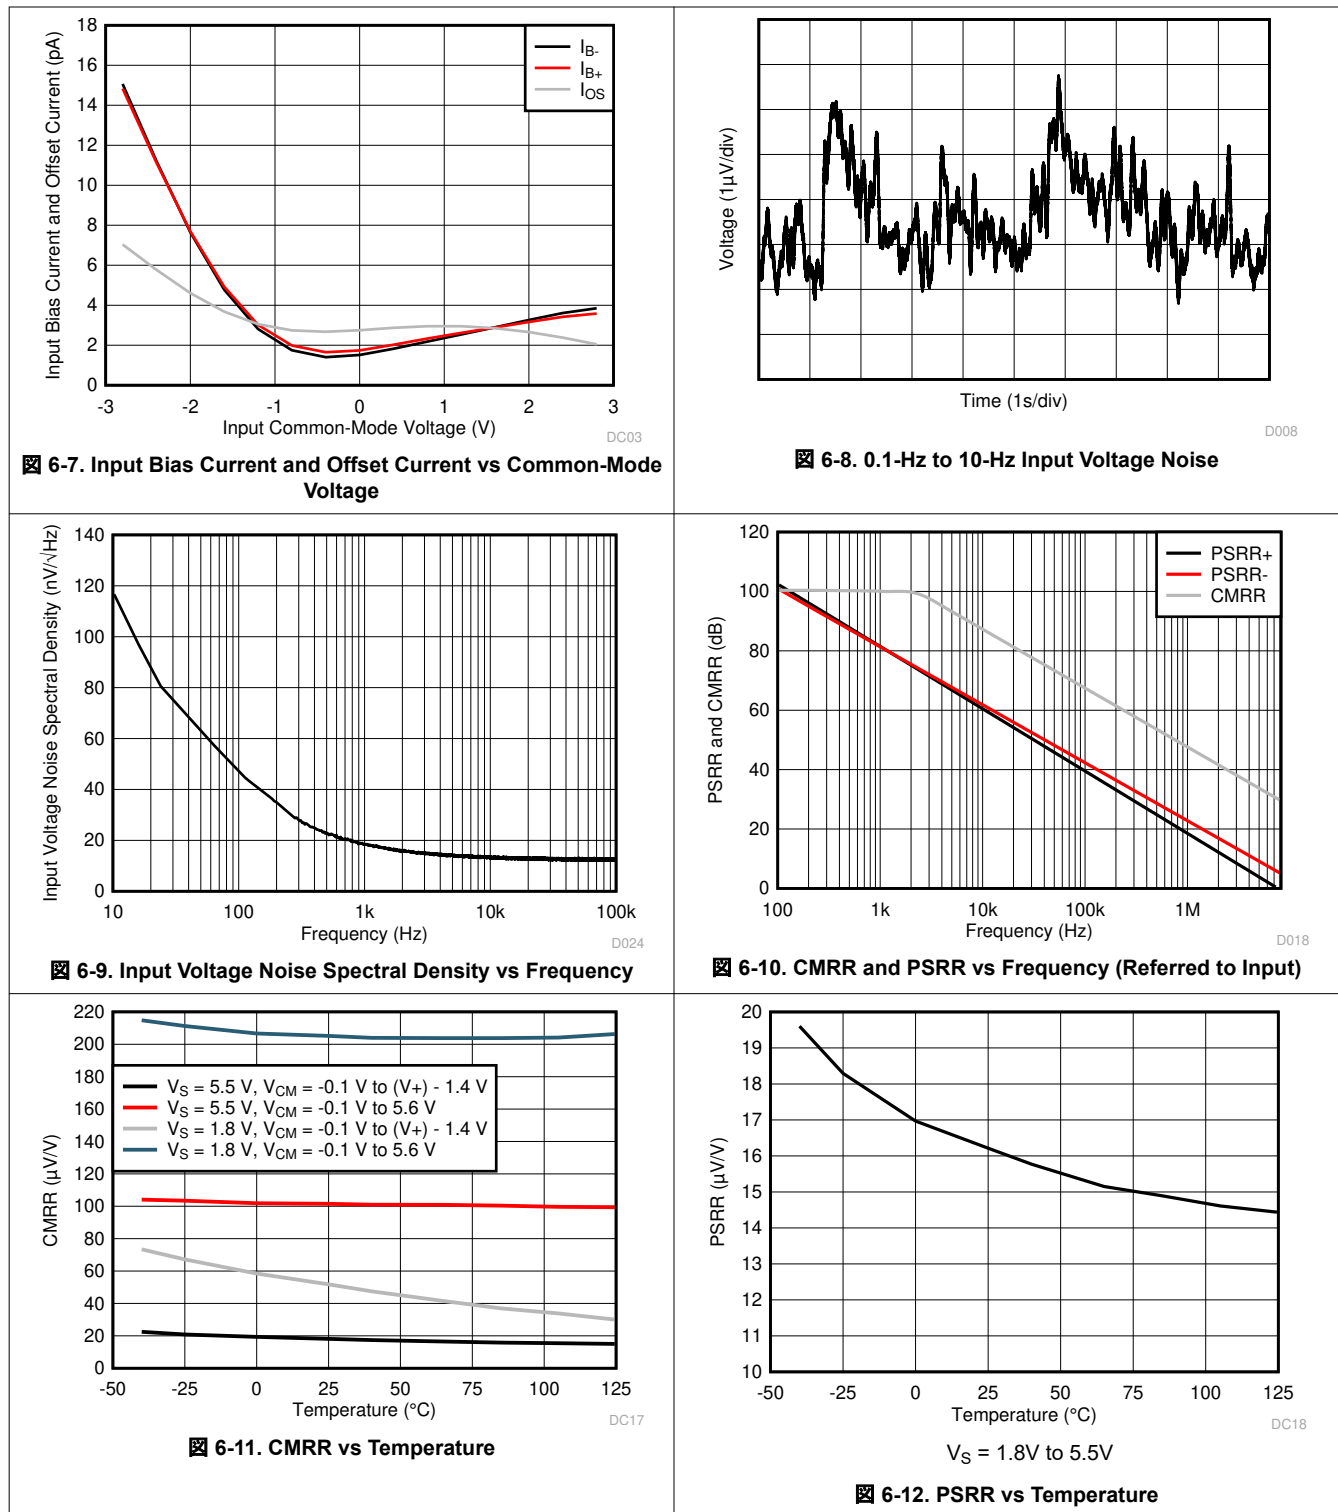 18
16
14
12
10
8
6
4
2
0
-3 -2 -1 0 1 2 3
Input Bias Current and Offset Current (pA)
Input Common-Mode Voltage (V)
IB-
IB+
IOS
DC03
図 6-7. Input Bias Current and Offset Current vs Common-Mode
Voltage
Voltage (1µV/div)
Time (1s/div)
D008
図 6-8. 0.1-Hz to 10-Hz Input Voltage Noise
140
120
100
80
60
40
20
0
10 100 1k 10k 100k
Input Voltage Noise Spectral Density (nV/√Hz)
Frequency (Hz)
D024
図 6-9. Input Voltage Noise Spectral Density vs Frequency
120
100
80
60
40
20
0
100 1k 10k 100k 1M
PSRR and CMRR (dB)
Frequency (Hz)
PSRR+
PSRR-
CMRR
D018
図 6-10. CMRR and PSRR vs Frequency (Referred to Input)
220
200
180
160
140
120
100
80
60
40
20
0
-50 -25 0 25 50 75 100 125
CMRR (µV/V)
Temperature (°C)
VS = 5.5 V, VCM = -0.1 V to (V+) - 1.4 V
VS = 5.5 V, VCM = -0.1 V to 5.6 V
VS = 1.8 V, VCM = -0.1 V to (V+) - 1.4 V
VS = 1.8 V, VCM = -0.1 V to 5.6 V
DC17
図 6-11. CMRR vs Temperature
20
19
18
17
16
15
14
13
12
11
10
-50 -25 0 25 50 75 100 125
PSRR (µV/V)
Temperature (°C)
DC18
VS = 1.8V to 5.5V
図 6-12. PSRR vs Temperature